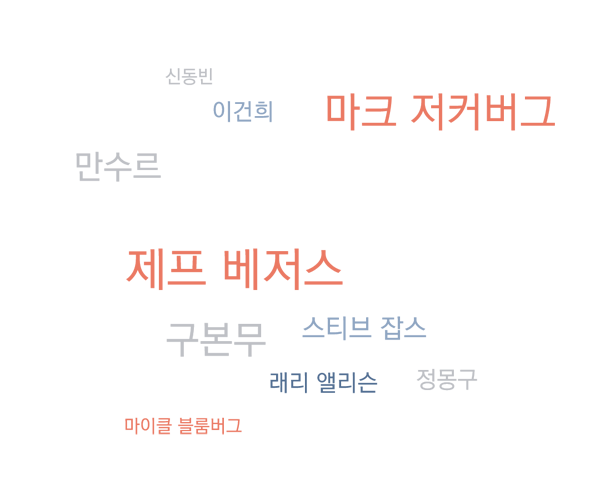 신동빈
이건희
마크 저커버그
만수르
제프 베저스
구본무
스티브 잡스
래리 앨리슨
정몽구
마이클 블룸버그